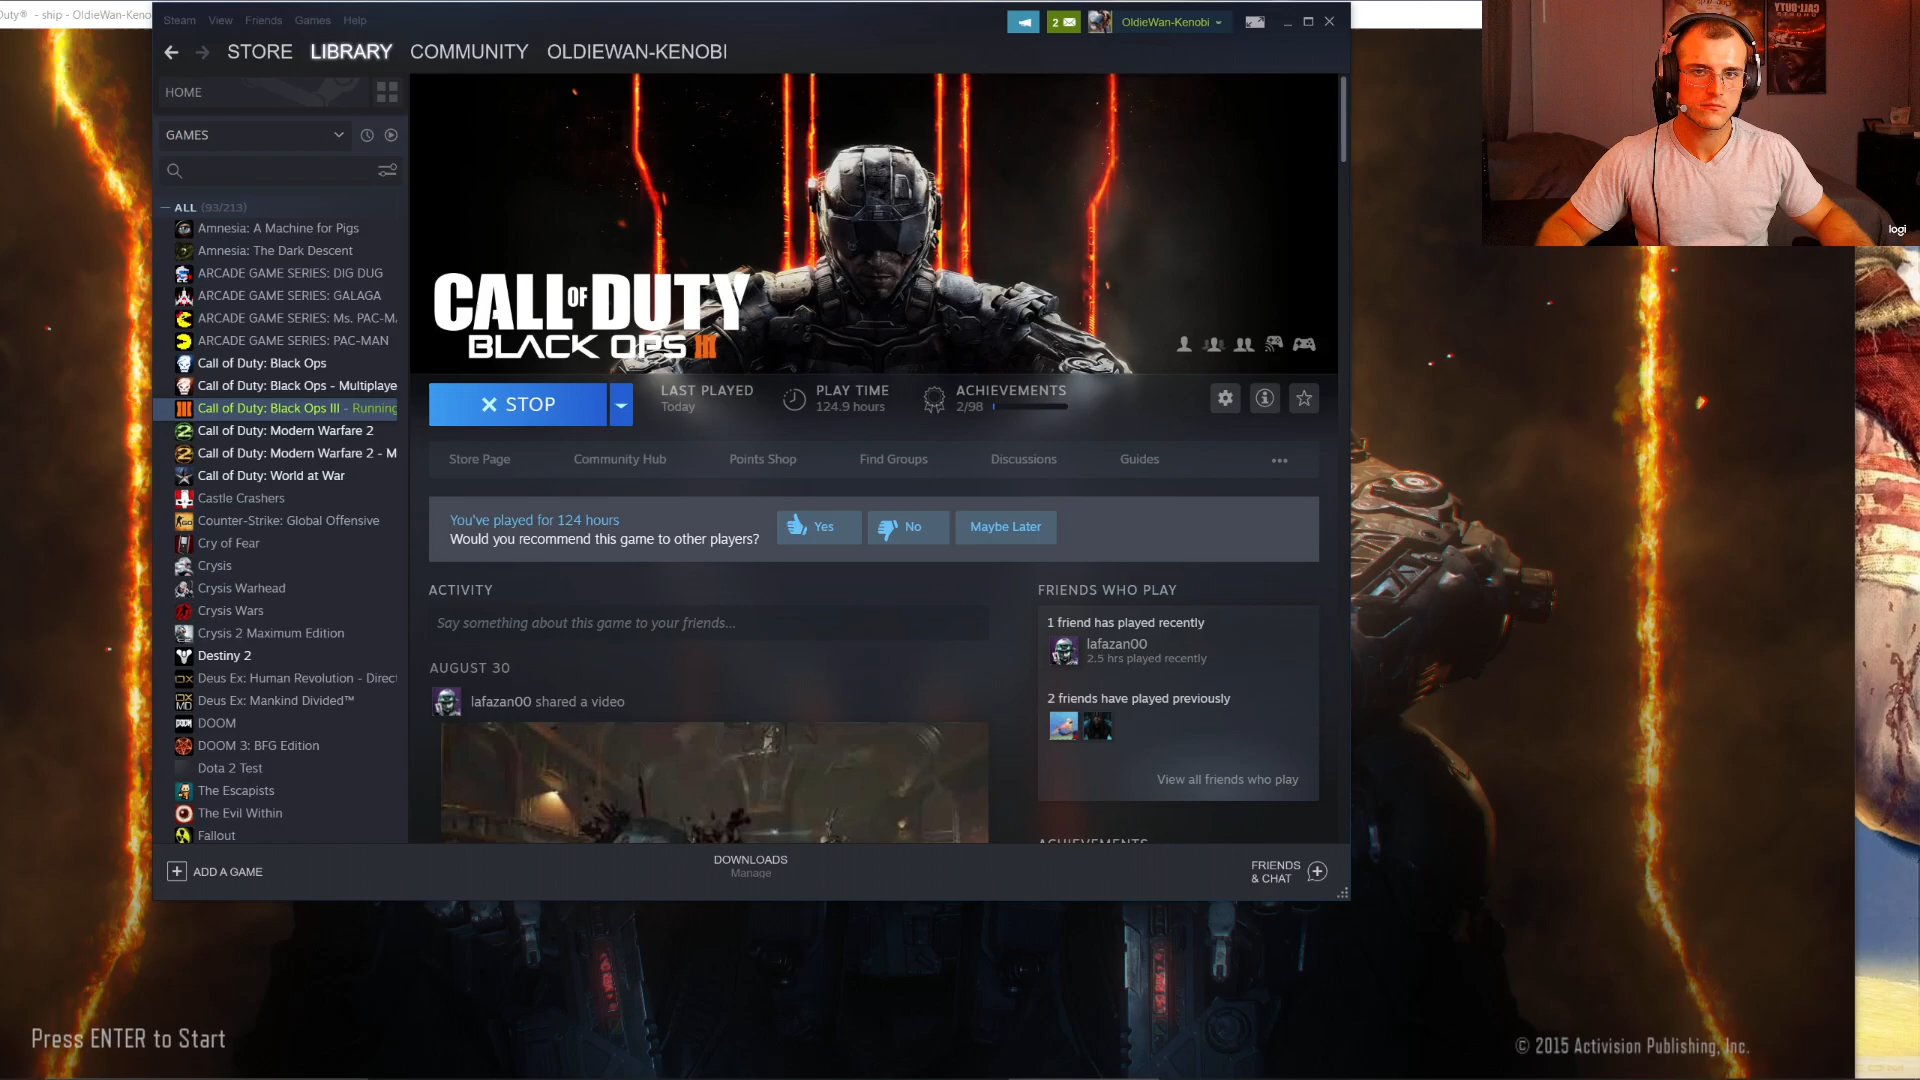 Duty® - ship - OldieWan-Keno
Steam View Friends Games Help
2 OldieWan-Kenobi
STORE LIBRARY COMMUNITY OLDIEWAN-KENOBI
HOME
GAMES
ALL (93/213)
Amnesia: A Machine for Pigs
Amnesia: The Dark Descent
ARCADE GAME SERIES: DIG DUG
ARCADE GAME SERIES: GALAGA
ARCADE GAME SERIES: Ms. PAC-M
ARCADE GAME SERIES: PAC-MAN
Call of Duty: Black Ops
Call of Duty: Black Ops - Multiplaye
Call of Duty: Black Ops III - Running
Call of Duty: Modern Warfare 2
Call of Duty: Modern Warfare 2 - M
Call of Duty: World at War
Castle Crashers
Counter-Strike: Global Offensive
Cry of Fear
Crysis
Crysis Warhead
Crysis Wars
Crysis 2 Maximum Edition
Destiny 2
Deus Ex: Human Revolution - Direct
Deus Ex: Mankind Divided™
DOOM
DOOM 3: BFG Edition
Dota 2 Test
The Escapists
The Evil Within
Fallout
ADD A GAME
CALL OF DUTY
BLACK OPS III
STOP
LAST PLAYED
Today
PLAY TIME
124.9 hours
ACHIEVEMENTS
2/98
Store Page Community Hub Points Shop Find Groups Discussions Guides
You've played for 124 hours
Would you recommend this game to other players?
Yes No Maybe Later
ACTIVITY
Say something about this game to your friends...
AUGUST 30
lafazan00 shared a video
FRIENDS WHO PLAY
1 friend has played recently
lafazan00
2.5 hrs played recently
2 friends have played previously
View all friends who play
ACHIEVEMENTS
DOWNLOADS
Manage
FRIENDS
& CHAT
logi
Press ENTER to Start
© 2015 Activision Publishing, Inc.